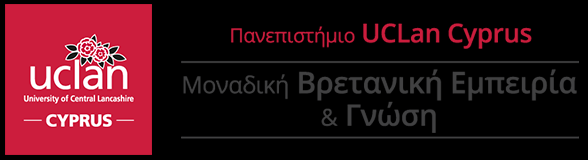 uclan
University of Central Lancashire
CYPRUS
Πανεπιστήμιο UCLan Cyprus
Μοναδική Βρετανική Εμπειρία
& Γνώση